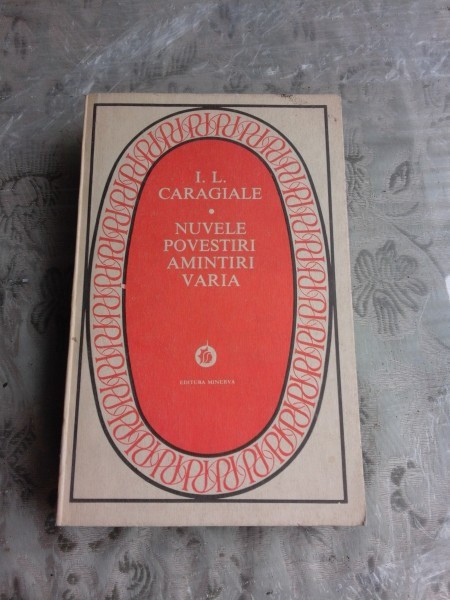 I. L.
CARAGIALE
•
NUVELE
POVESTIRI
AMINTIRI
VARIA
EDITURA MINERVA